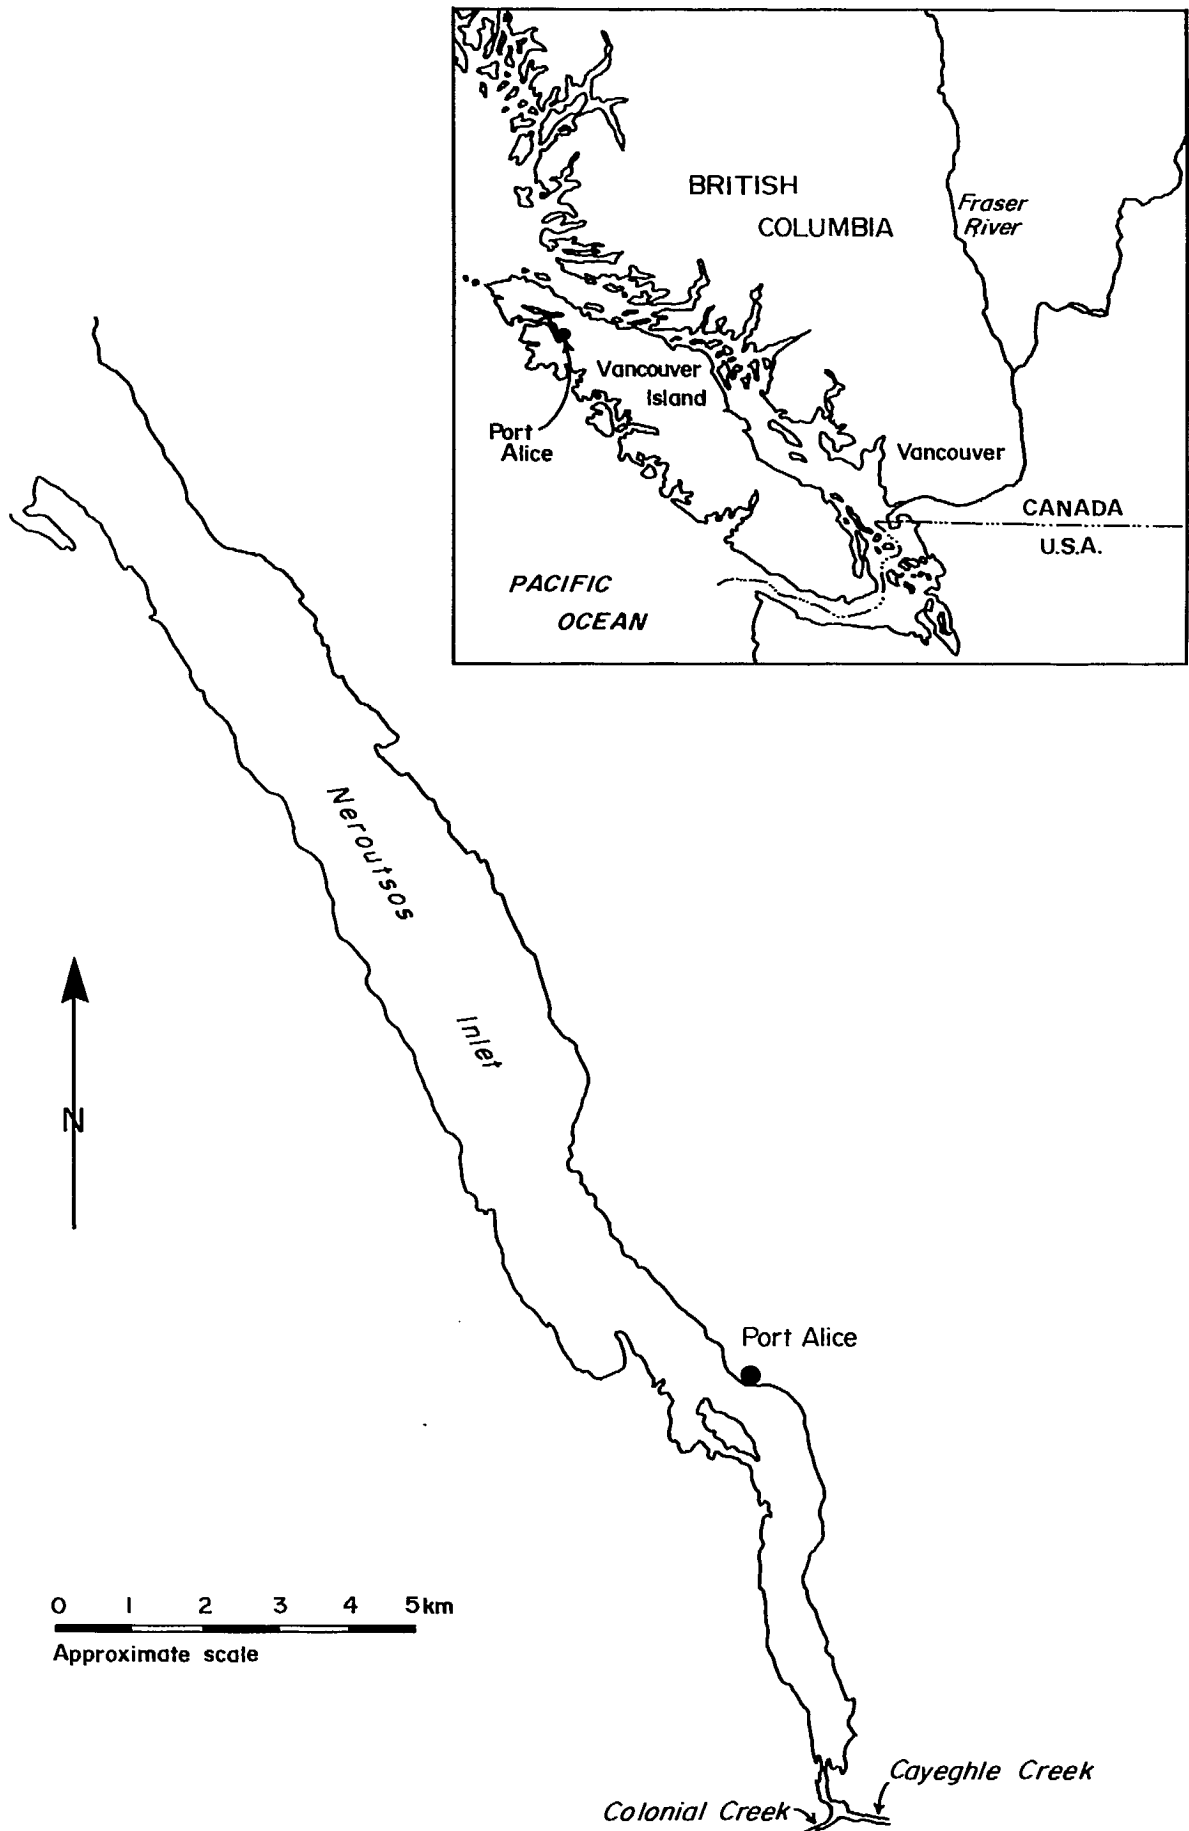 BRITISH
COLUMBIA
Fraser
River
Vancouver
Island
Port
Alice
Vancouver
CANADA
U.S.A.
PACIFIC
OCEAN
Neroutsos
Inlet
N
Port Alice
0 1 2 3 4 5km
Approximate scale
Cayeghle Creek
Colonial Creek